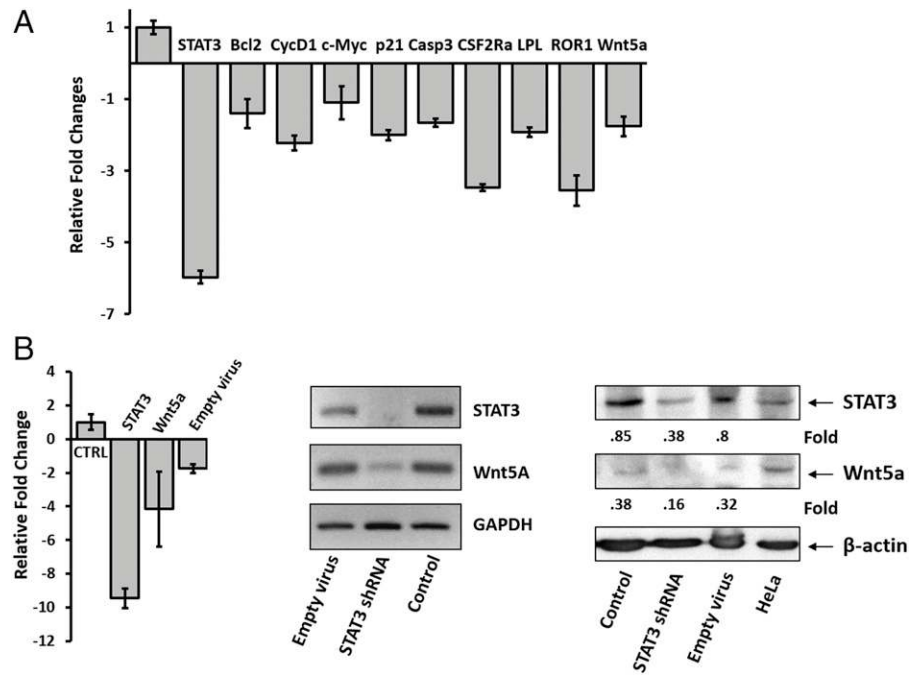 A
1
-1
-3
-5
-7
Relative Fold Changes
STAT3 Bcl2 CycD1 c-Myc p21 Casp3 CSF2Ra LPL ROR1 Wnt5a
B
4
2
0
-2
-4
-6
-8
-10
-12
Relative Fold Change
CTRL
STAT3
Wnt5a
Empty virus
STAT3
Wnt5A
GAPDH
Empty virus
STAT3 shRNA
Control
STAT3
.85 .38 .8 Fold
Wnt5a
.38 .16 .32 Fold
β-actin
Control
STAT3 shRNA
Empty virus
HeLa